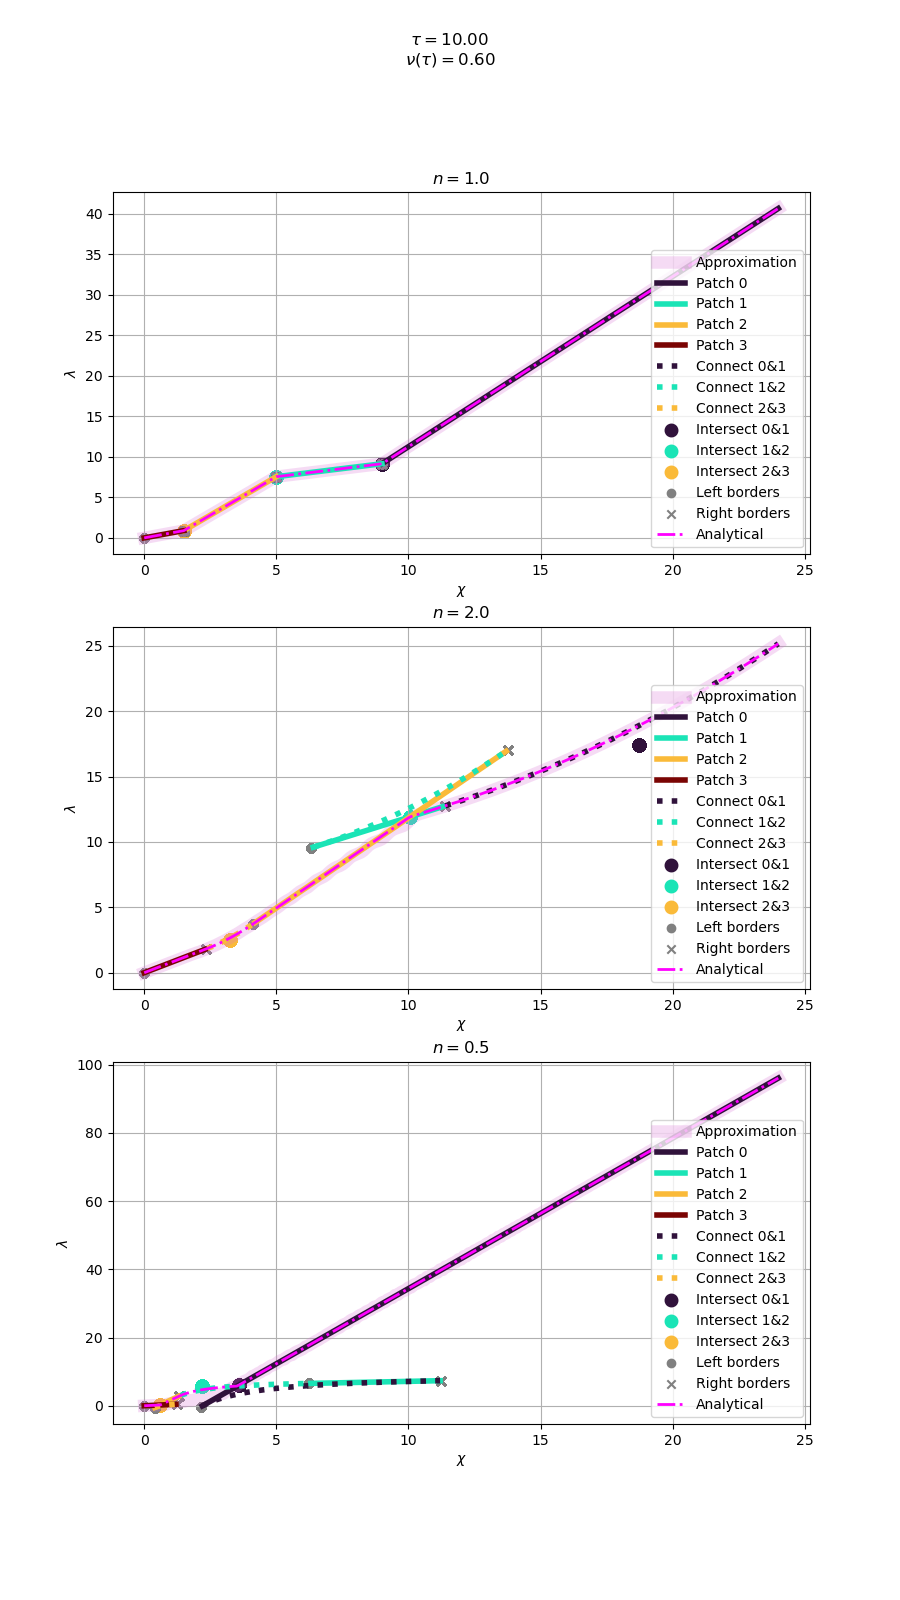 τ = 10.00
ν(τ) = 0.60
n = 1.0
40
35
30
25
20
15
10
5
0
λ
0 5 10 15 20 25
χ
Approximation
Patch 0
Patch 1
Patch 2
Patch 3
Connect 0&1
Connect 1&2
Connect 2&3
Intersect 0&1
Intersect 1&2
Intersect 2&3
Left borders
Right borders
Analytical
n = 2.0
25
20
15
10
5
0
λ
0 5 10 15 20 25
χ
Approximation
Patch 0
Patch 1
Patch 2
Patch 3
Connect 0&1
Connect 1&2
Connect 2&3
Intersect 0&1
Intersect 1&2
Intersect 2&3
Left borders
Right borders
Analytical
n = 0.5
100
80
60
40
20
0
λ
0 5 10 15 20 25
χ
Approximation
Patch 0
Patch 1
Patch 2
Patch 3
Connect 0&1
Connect 1&2
Connect 2&3
Intersect 0&1
Intersect 1&2
Intersect 2&3
Left borders
Right borders
Analytical